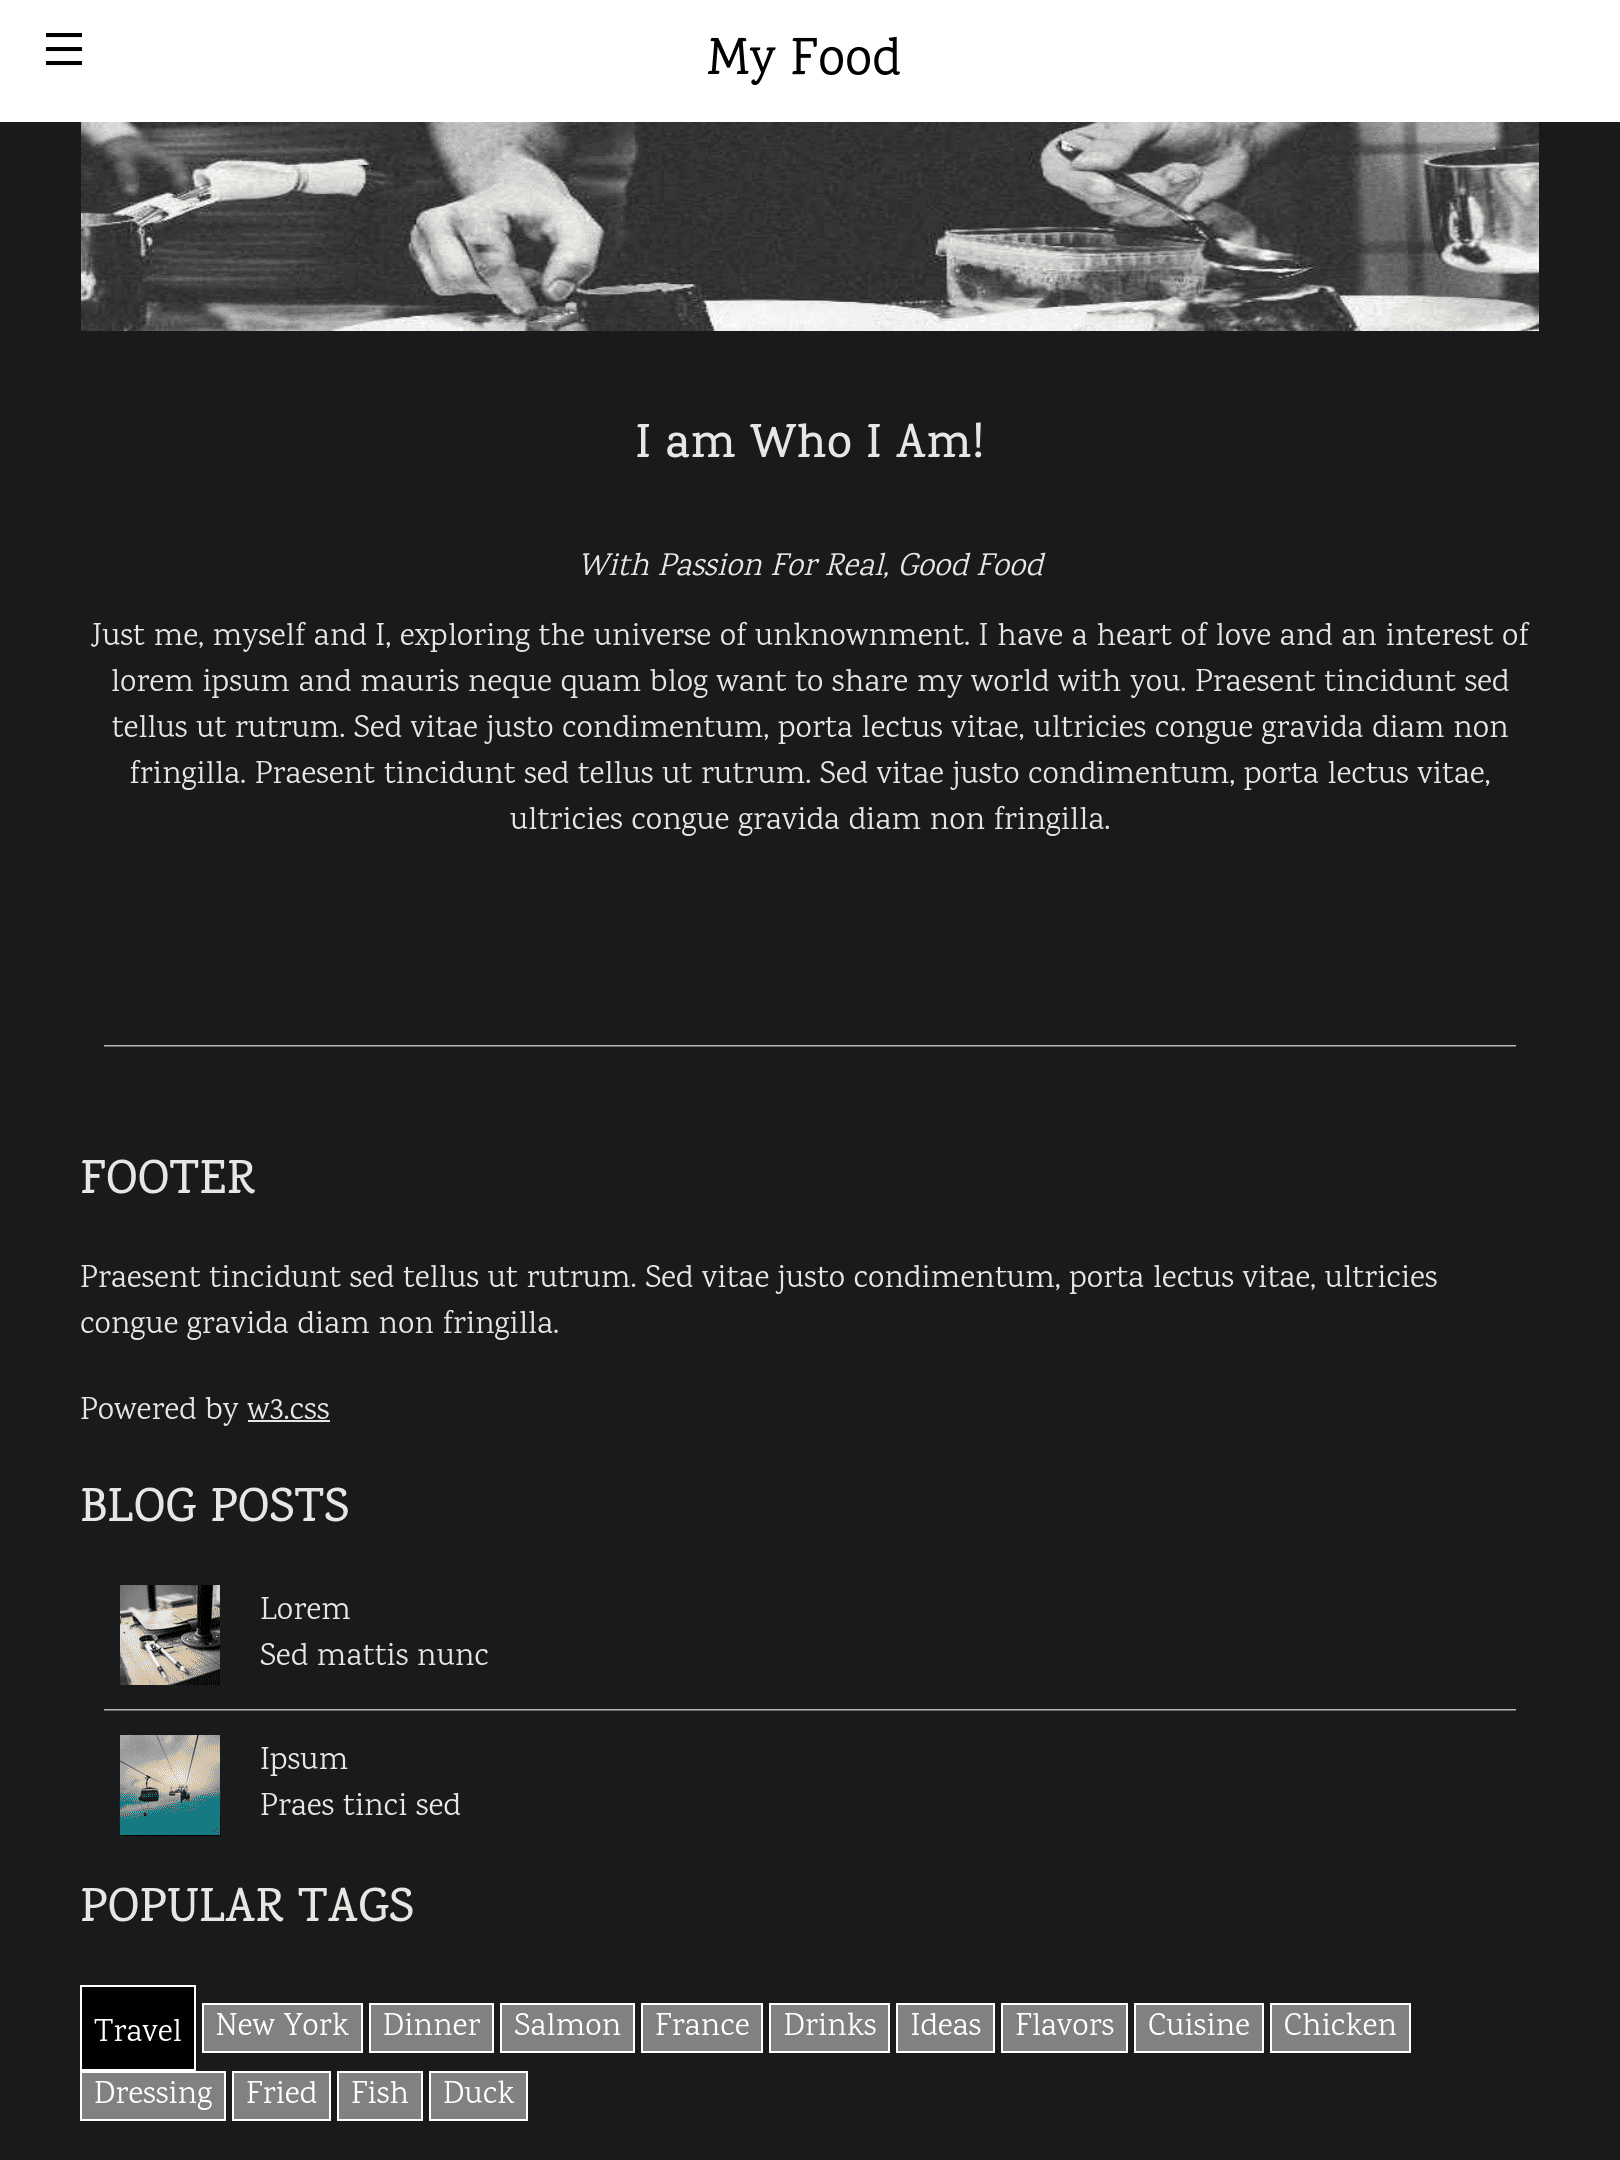 My Food
I am Who I Am!
With Passion For Real, Good Food
Just me, myself and I, exploring the universe of unknownment. I have a heart of love and an interest of
lorem ipsum and mauris neque quam blog want to share my world with you. Praesent tincidunt sed
tellus ut rutrum. Sed vitae justo condimentum, porta lectus vitae, ultricies congue gravida diam non
fringilla. Praesent tincidunt sed tellus ut rutrum. Sed vitae justo condimentum, porta lectus vitae,
ultricies congue gravida diam non fringilla.
FOOTER
Praesent tincidunt sed tellus ut rutrum. Sed vitae justo condimentum, porta lectus vitae, ultricies
congue gravida diam non fringilla.
Powered by w3.css
BLOG POSTS
Lorem
Sed mattis nunc
Ipsum
Praes tinci sed
POPULAR TAGS
Travel New York Dinner Salmon France Drinks Ideas Flavors Cuisine Chicken
Dressing Fried Fish Duck